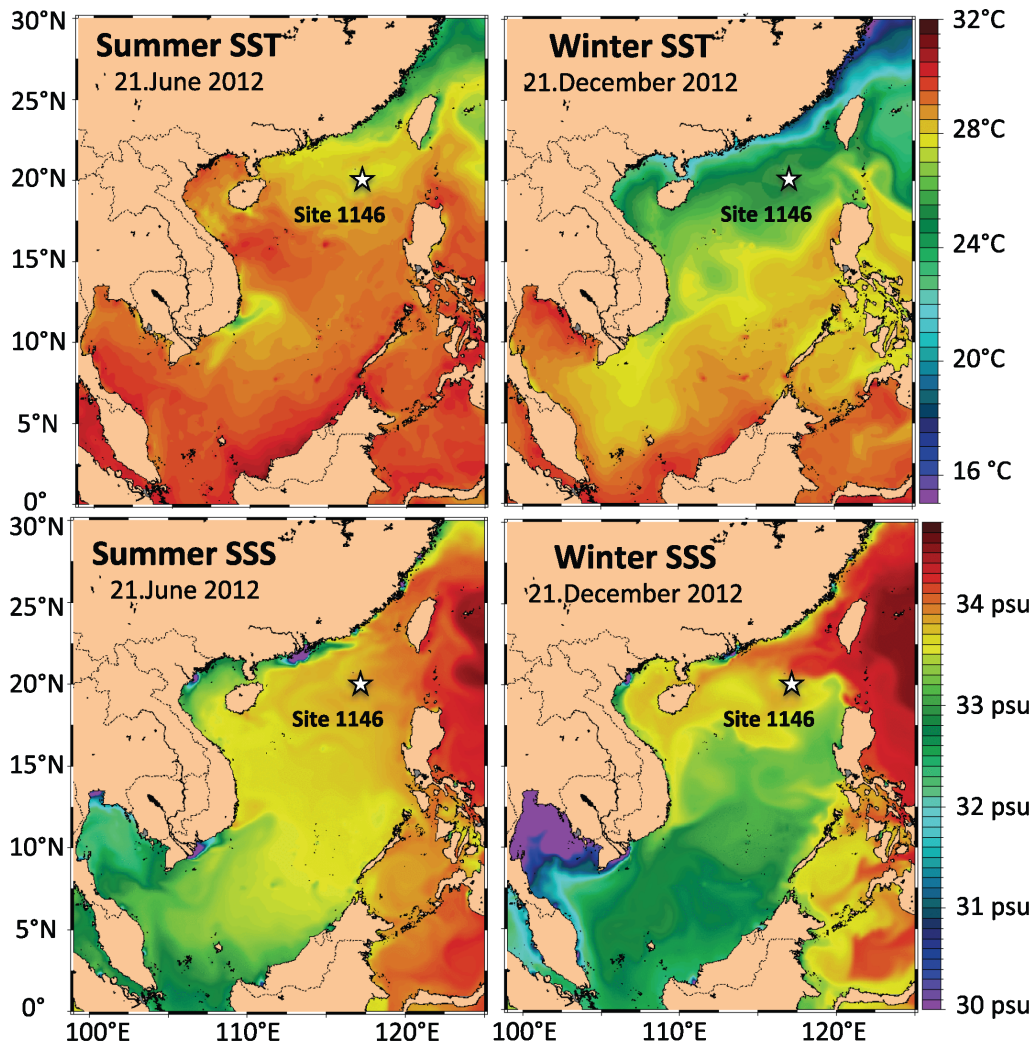 30°N
25°N
20°N
15°N
10°N
5°N
0°
Summer SST
21.June 2012
Site 1146
Winter SST
21.December 2012
Site 1146
32°C
28°C
24°C
20°C
16 °C
30°N
25°N
20°N
15°N
10°N
5°N
0°
Summer SSS
21.June 2012
Site 1146
Winter SSS
21.December 2012
Site 1146
34 psu
33 psu
32 psu
31 psu
30 psu
100°E 110°E 120°E
100°E 110°E 120°E